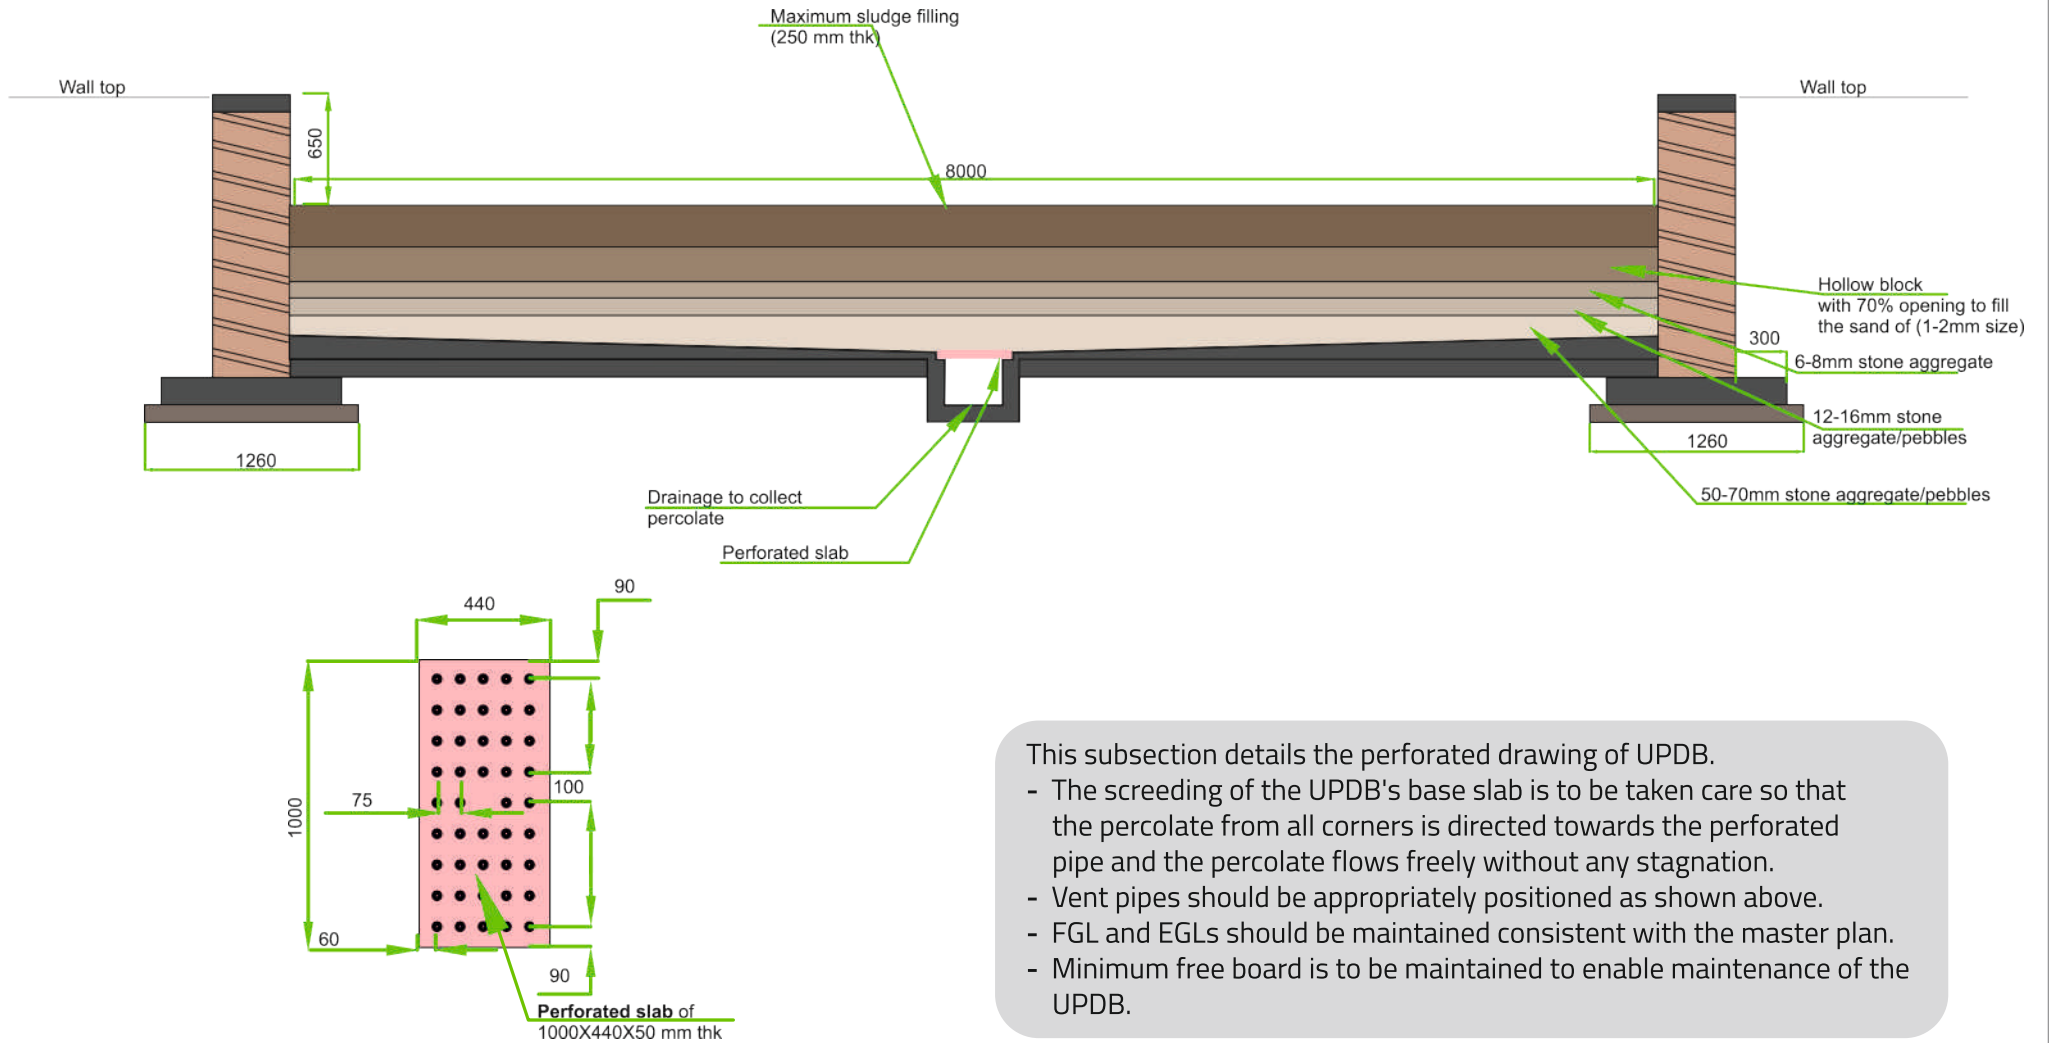 Maximum sludge filling
(250 mm thk)
Wall top
Wall top
650
8000
Hollow block
with 70% opening to fill
the sand of (1-2mm size)
300
6-8mm stone aggregate
12-16mm stone
aggregate/pebbles
1260
1260
50-70mm stone aggregate/pebbles
Drainage to collect
percolate
Perforated slab
90
440
100
75
1000
60
90
Perforated slab of
1000X440X50 mm thk
This subsection details the perforated drawing of UPDB.
- The screeding of the UPDB's base slab is to be taken care so that
the percolate from all corners is directed towards the perforated
pipe and the percolate flows freely without any stagnation.
- Vent pipes should be appropriately positioned as shown above.
- FGL and EGLs should be maintained consistent with the master plan.
- Minimum free board is to be maintained to enable maintenance of the
UPDB.